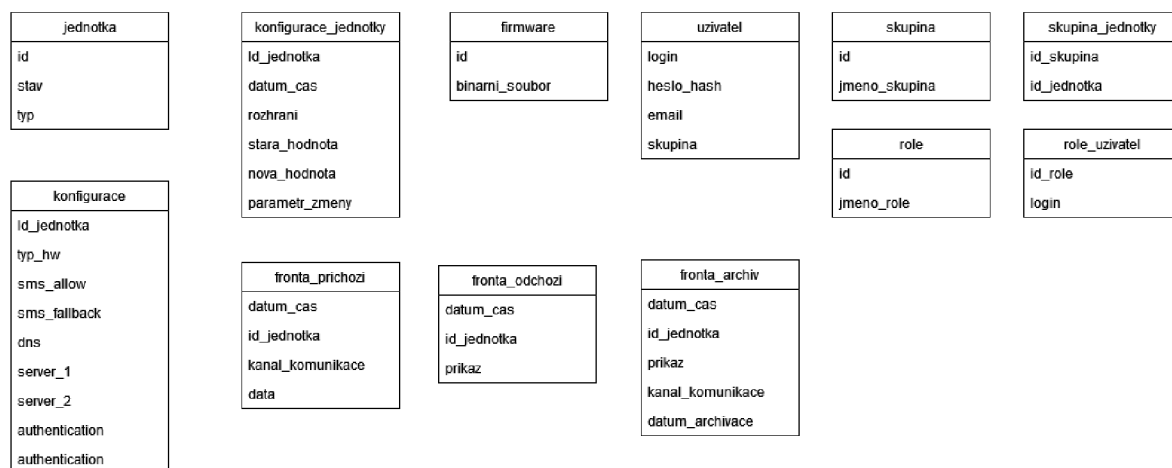 jednotka
id
stav
typ
konfigurace_jednotky
Id_jednotka
datum_cas
rozhrani
stara_hodnota
nova_hodnota
parametr_zmeny
firmware
id
binarni_soubor
uzivatel
login
heslo_hash
email
skupina
skupina
id
jmeno_skupina
skupina_jednotky
id_skupina
id_jednotka
role
id
jmeno_role
role_uzivatel
id_role
login
konfigurace
Id_jednotka
typ_hw
sms_allow
sms_fallback
dns
server_1
server_2
authentication
authentication
fronta_prichozi
datum_cas
id_jednotka
kanal_komunikace
data
fronta_odchozi
datum_cas
id_jednotka
prikaz
fronta_archiv
datum_cas
id_jednotka
prikaz
kanal_komunikace
datum_archivace